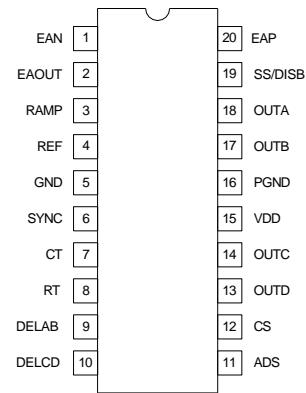 EAN 1 20 EAP
EAOUT 2 19 SS/DISB
RAMP 3 18 OUTA
REF 4 17 OUTB
GND 5 16 PGND
SYNC 6 15 VDD
CT 7 14 OUTC
RT 8 13 OUTD
DELAB 9 12 CS
DELCD 10 11 ADS